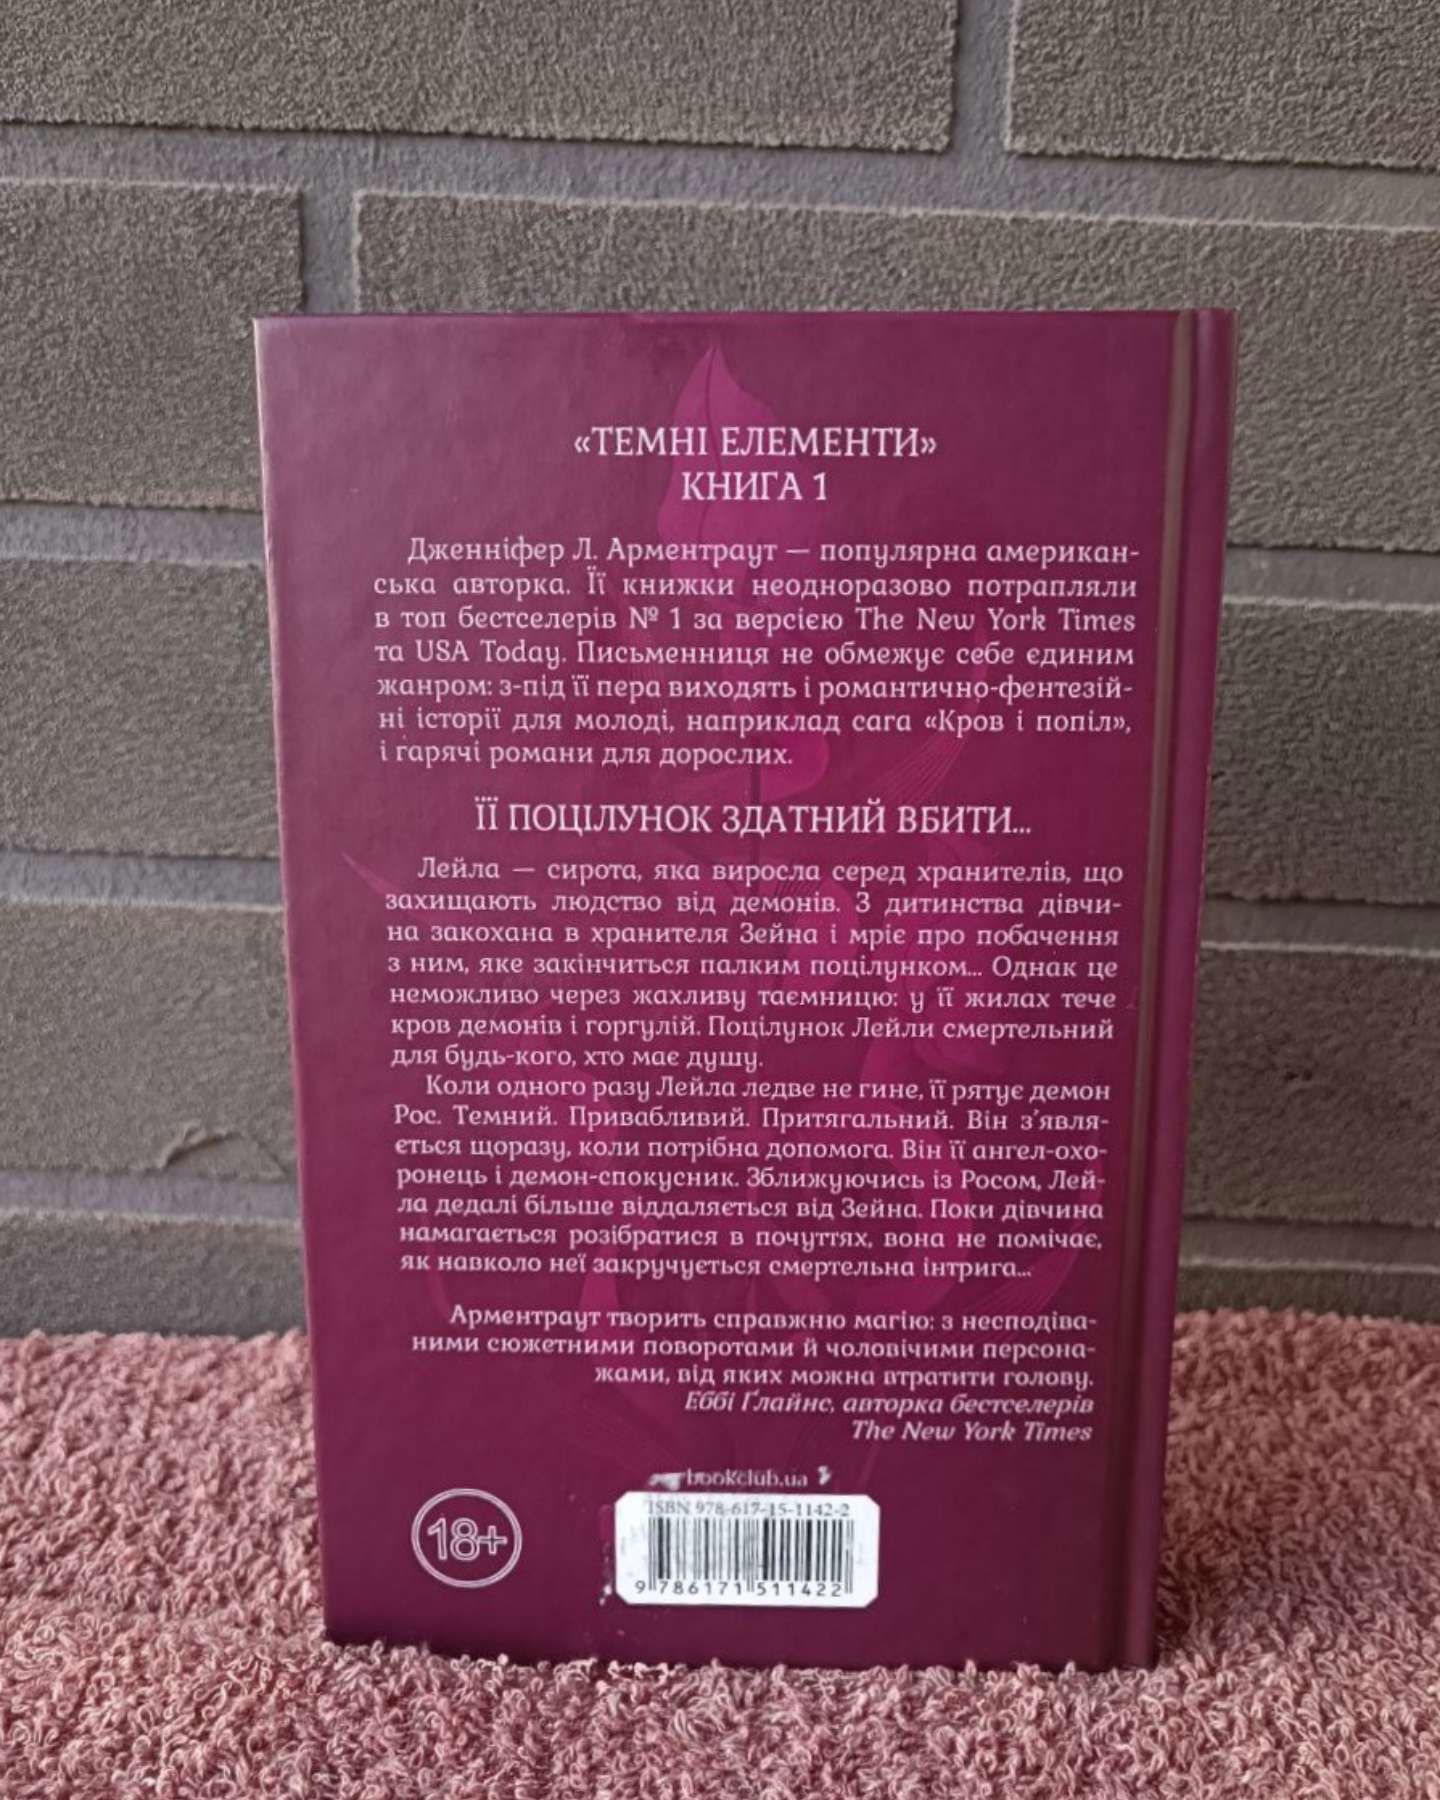 «ТЕМНІ ЕЛЕМЕНТИ»
КНИГА 1
Дженніфер Л. Арментраут — популярна американ-
ська авторка. Її книжки неодноразово потрапляли
в топ бестселерів № 1 за версією The New York Times
та USA Today. Письменниця не обмежує себе єдиним
жанром: з-під її пера виходять і романтично-фентезій-
ні історії для молоді, наприклад сага «Кров і попіл»,
і гарячі романи для дорослих.
ЇЇ ПОЦІЛУНОК ЗДАТНИЙ ВБИТИ...
Лейла — сирота, яка виросла серед хранителів, що
захищають людство від демонів. З дитинства дівчи-
на закохана в хранителя Зейна і мріє про побачення
з ним, яке закінчиться палким поцілунком... Однак це
неможливо через жахливу таємницю: у її жилах тече
кров демонів і горгулій. Поцілунок Лейли смертельний
для будь-кого, хто має душу.
Коли одного разу Лейла ледве не гине, її рятує демон
Рос. Темний. Привабливий. Притягальний. Він з’явля-
ється щоразу, коли потрібна допомога. Він її ангел-охо-
ронець і демон-спокусник. Зближуючись із Росом, Лей-
ла дедалі більше віддаляється від Зейна. Поки дівчина
намагається розібратися в почуттях, вона не помічає,
як навколо неї закручується смертельна інтрига...
Арментраут творить справжню магію: з несподіва-
ними сюжетними поворотами й чоловічими персона-
жами, від яких можна втратити голову.
Еббі Ґлайнс, авторка бестселерів
The New York Times
bookclub.ua
18+
ISBN 978-617-15-1142-2
9 786171 511422